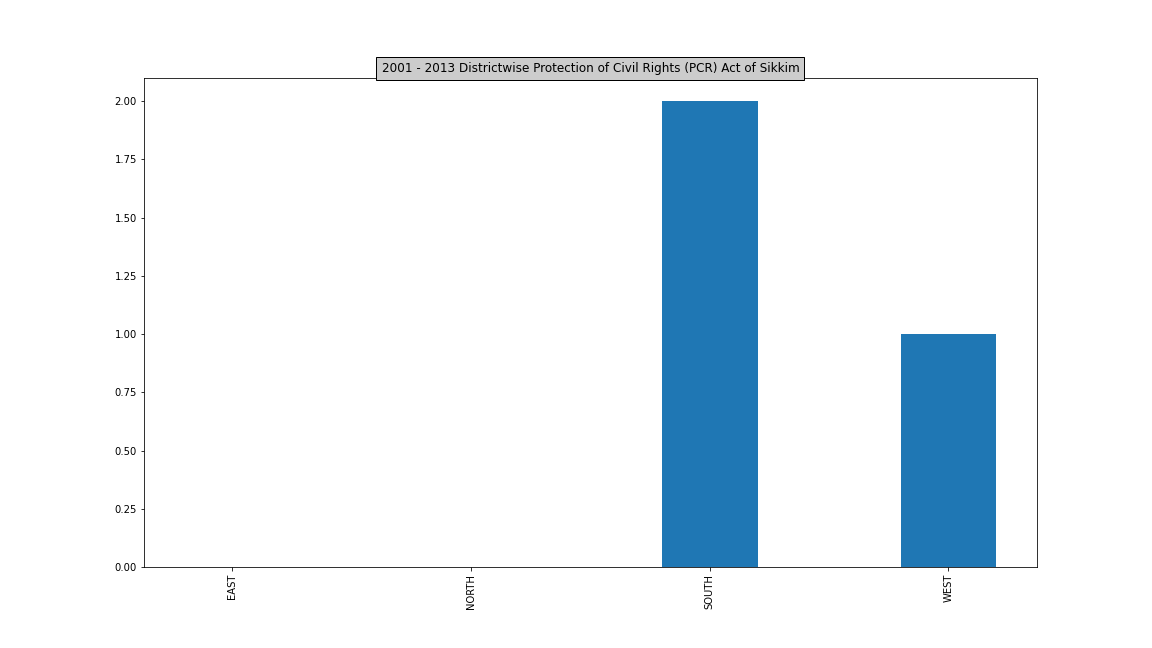 2001 - 2013 Districtwise Protection of Civil Rights (PCR) Act of Sikkim
2.00
1.75
1.50
1.25
1.00
0.75
0.50
0.25
0.00
EAST
NORTH
SOUTH
WEST